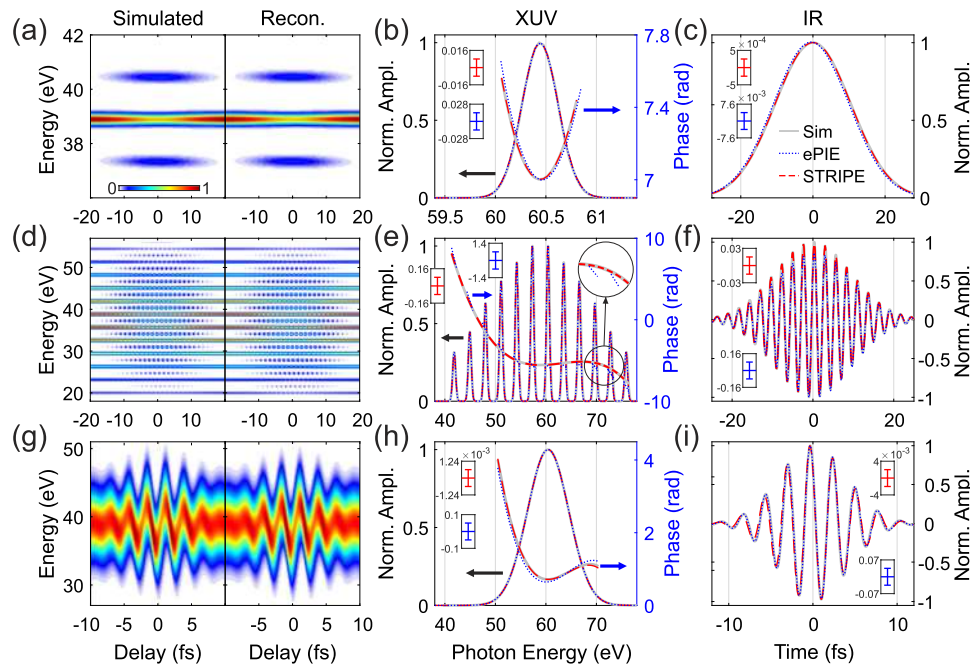 Simulated Recon. XUV IR
(a) (b) (c)
Energy (eV)
42
40
38
0 1
-20 -10 0 10 -10 0 10 20
Norm. Ampl.
1
0.5
0
0.016
-0.016
0.028
-0.028
59.5 60 60.5 61
7.8
7.4
7
Phase (rad)
5 × 10-4
-5
7.6 × 10-3
-7.6
Sim
ePIE
STRIPE
1
0.5
0
Norm. Ampl.
-20 0 20
(d) (e) (f)
Energy (eV)
50
40
30
20
-20 -10 0 10 -10 0 10 20
Norm. Ampl.
1
0.5
0
0.16
-0.16
1.4
-1.4
40 50 60 70
10
5
0
-5
-10
Phase (rad)
0.03
-0.03
0.16
-0.16
1
0.5
0
-0.5
-1
Norm. Ampl.
-20 -10 0 10 20
(g) (h) (i)
Energy (eV)
50
40
30
-10 -5 0 5 -5 0 5 10
Delay (fs) Delay (fs)
Norm. Ampl.
1
0.5
0
1.24 × 10-3
-1.24
0.1
-0.1
40 50 60 70
Photon Energy (eV)
4
2
0
Phase (rad)
4 × 10-3
-4
0.07
-0.07
1
0.5
0
-0.5
-1
Norm. Ampl.
-10 0 10
Time (fs)